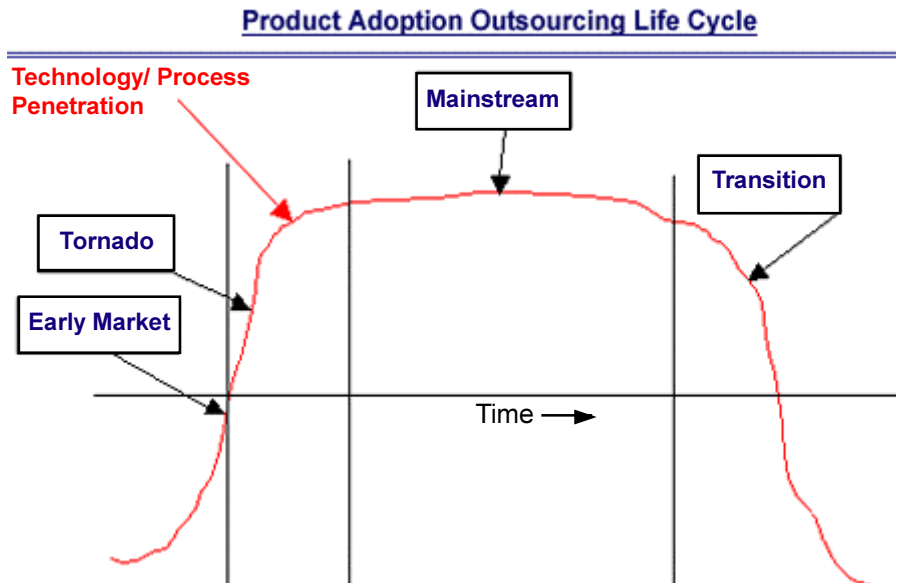 Product Adoption Outsourcing Life Cycle
Technology/ Process
Penetration
Mainstream
Transition
Tornado
Early Market
Time